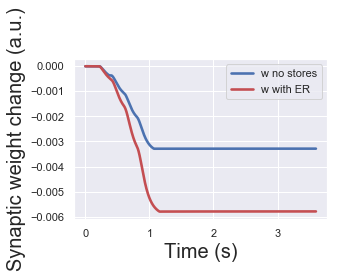 Synaptic weight change (a.u.)
0.000
−0.001
−0.002
−0.003
−0.004
−0.005
−0.006
w no stores
w with ER
0 1 2 3
Time (s)